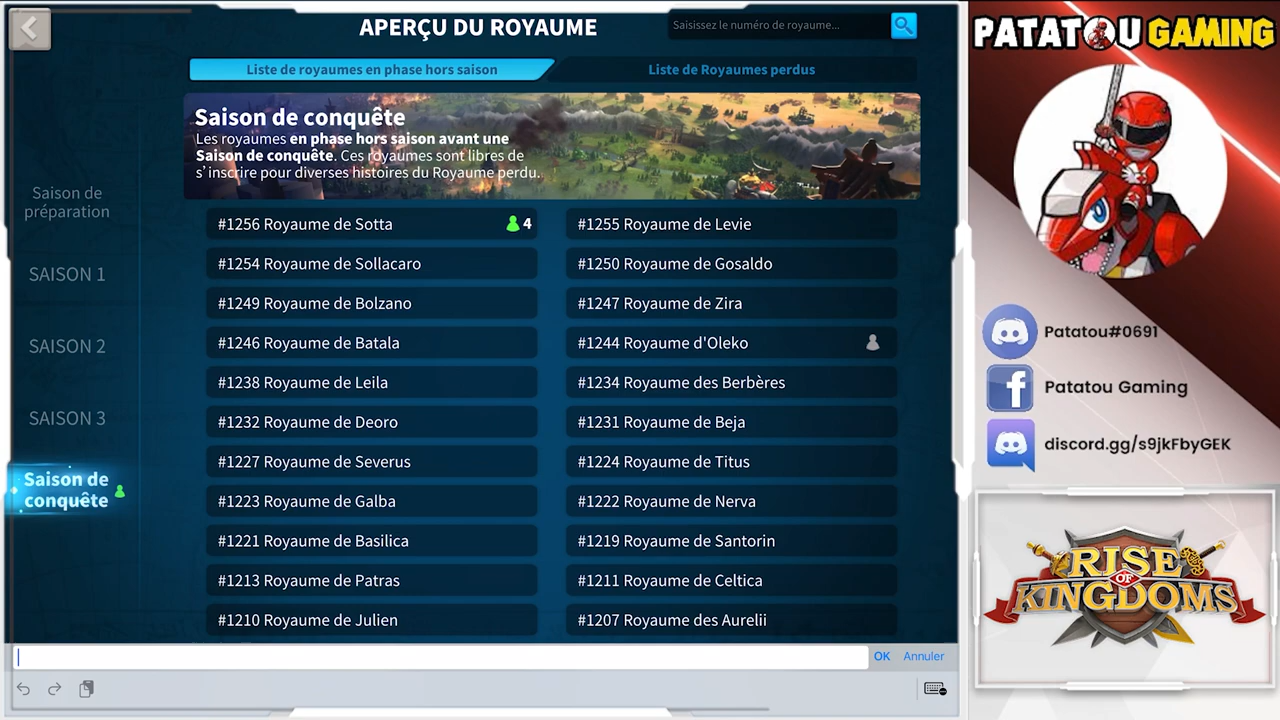 APERÇU DU ROYAUME
Saisissez le numéro de royaume...
Liste de royaumes en phase hors saison
Liste de Royaumes perdus
Saison de conquête
Les royaumes en phase hors saison avant une
Saison de conquête. Ces royaumes sont libres de
s'inscrire pour diverses histoires du Royaume perdu.
Saison de
préparation
SAISON 1
SAISON 2
SAISON 3
Saison de
conquête
#1256 Royaume de Sotta 4
#1255 Royaume de Levie
#1254 Royaume de Sollacaro
#1250 Royaume de Gosaldo
#1249 Royaume de Bolzano
#1247 Royaume de Zira
#1246 Royaume de Batala
#1244 Royaume d'Oleko
#1238 Royaume de Leila
#1234 Royaume des Berbères
#1232 Royaume de Deoro
#1231 Royaume de Beja
#1227 Royaume de Severus
#1224 Royaume de Titus
#1223 Royaume de Galba
#1222 Royaume de Nerva
#1221 Royaume de Basilica
#1219 Royaume de Santorin
#1213 Royaume de Patras
#1211 Royaume de Celtica
#1210 Royaume de Julien
#1207 Royaume des Aurelii
OK
Annuler
PATATOU GAMING
Patatou#0691
Patatou Gaming
discord.gg/s9jkFbyGEK
RISE
OF
KINGDOMS